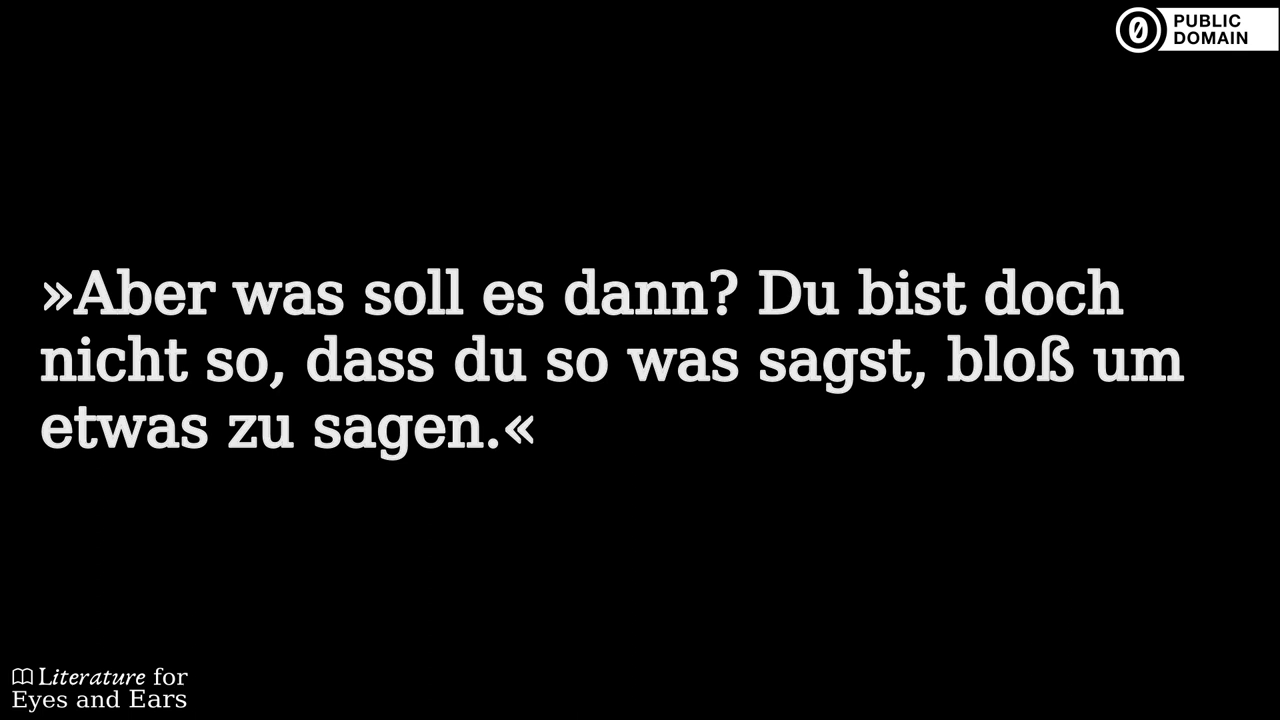 PUBLIC
DOMAIN
»Aber was soll es dann? Du bist doch
nicht so, dass du so was sagst, bloß um
etwas zu sagen.«
Literature for
Eyes and Ears